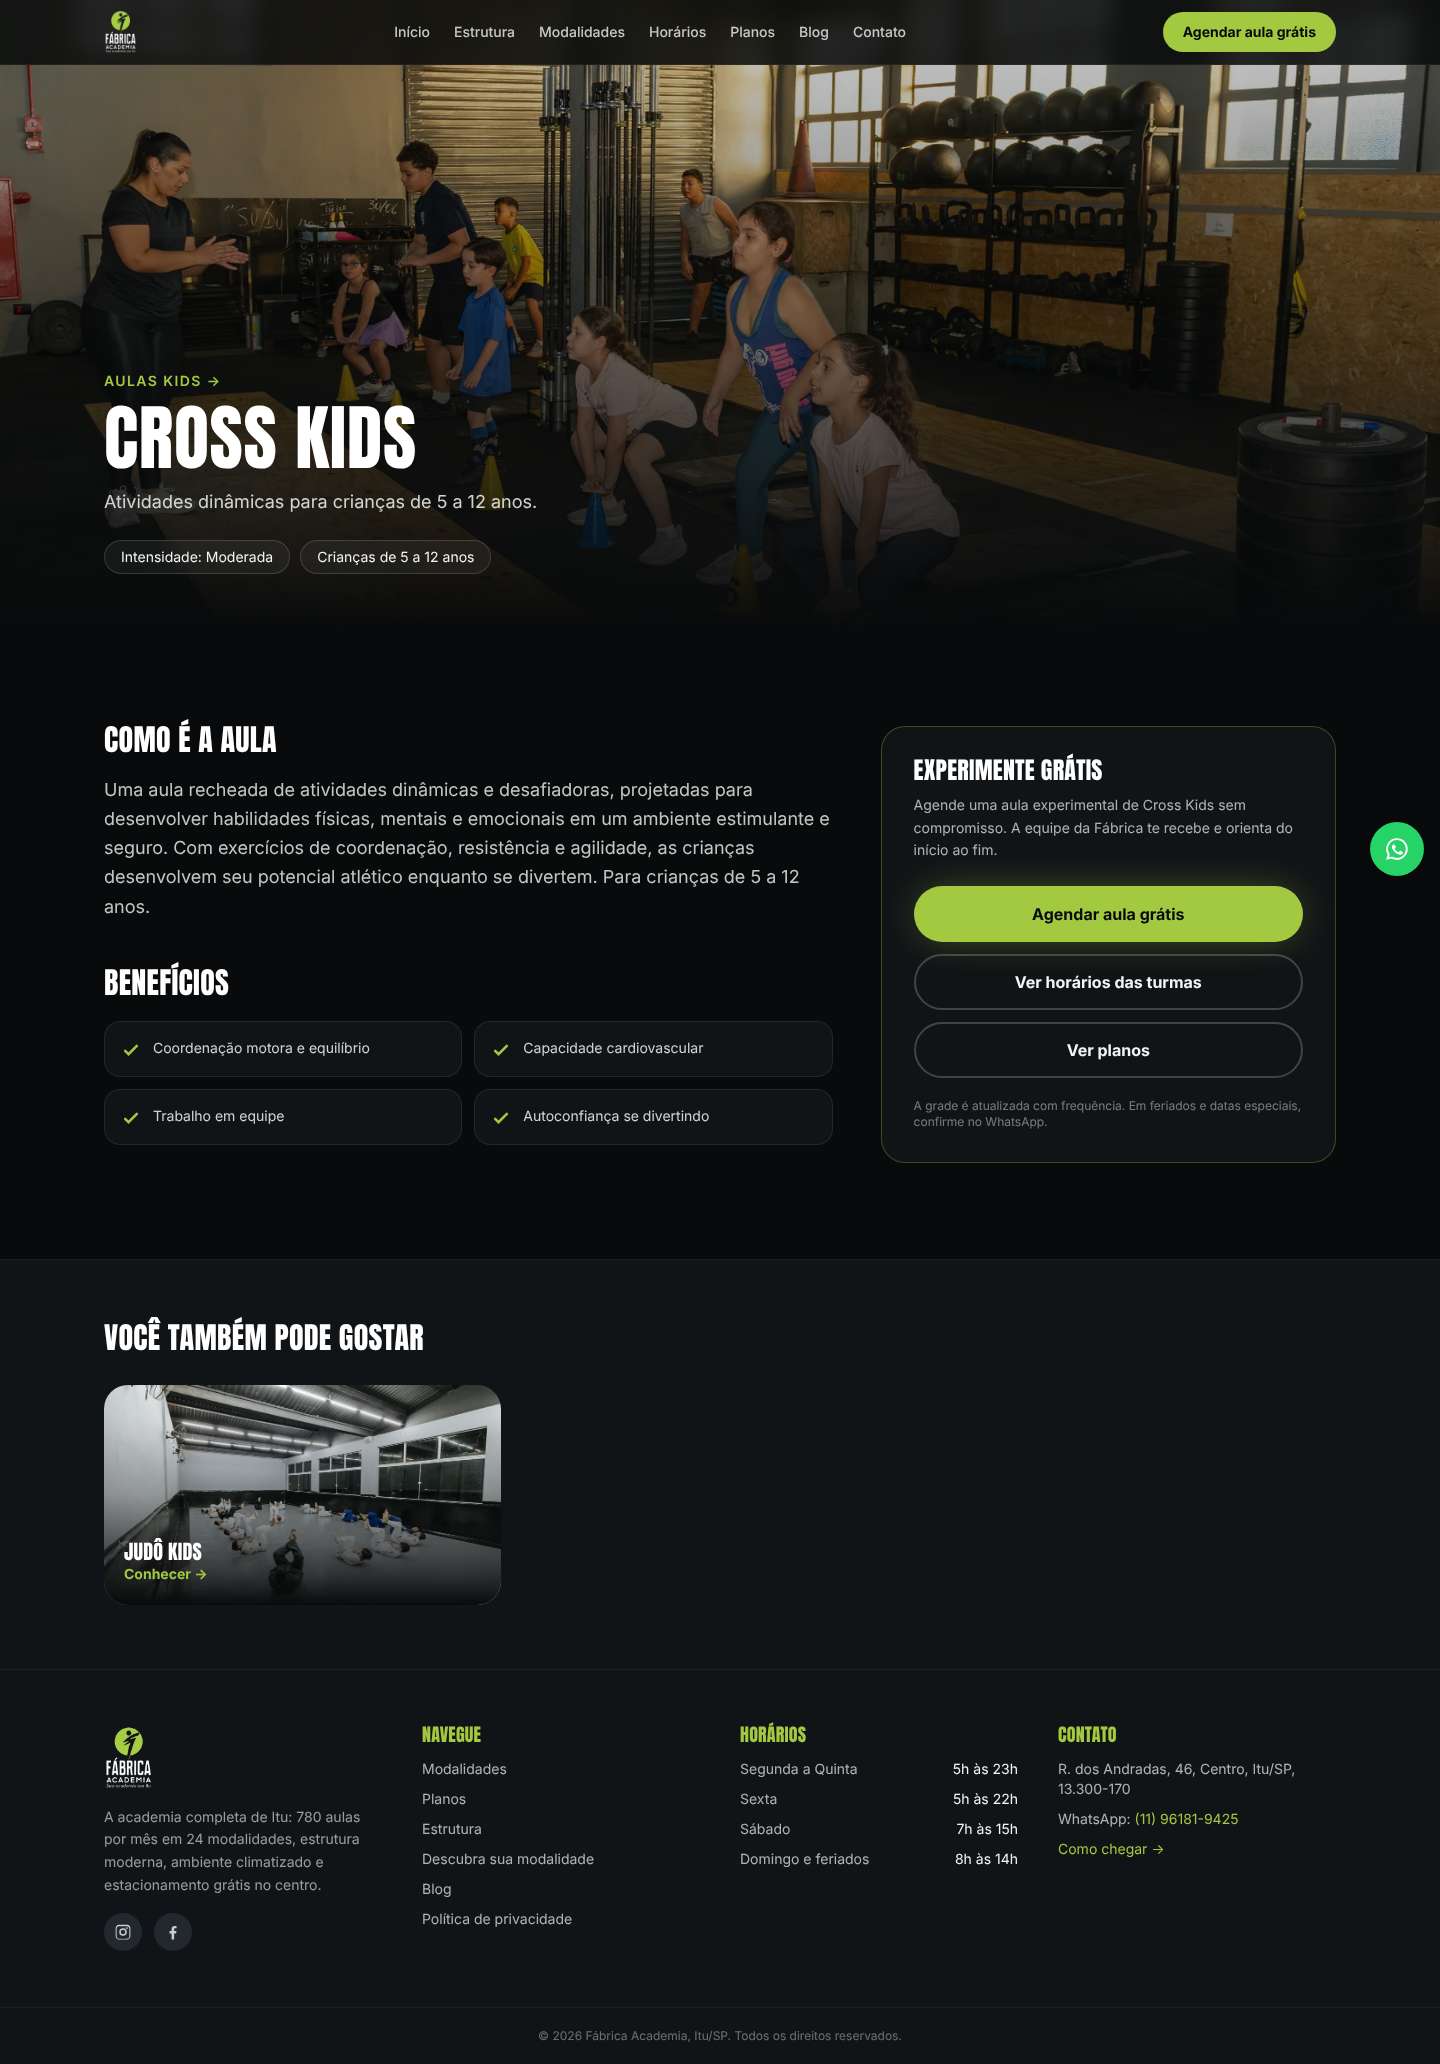 FÁBRICA
ACADEMIA
Início
Estrutura
Modalidades
Horários
Planos
Blog
Contato
Agendar aula grátis
AULAS KIDS →
CROSS KIDS
Atividades dinâmicas para crianças de 5 a 12 anos.
Intensidade: Moderada
Crianças de 5 a 12 anos
COMO É A AULA
Uma aula recheada de atividades dinâmicas e desafiadoras, projetadas para
desenvolver habilidades físicas, mentais e emocionais em um ambiente estimulante e
seguro. Com exercícios de coordenação, resistência e agilidade, as crianças
desenvolvem seu potencial atlético enquanto se divertem. Para crianças de 5 a 12
anos.
BENEFÍCIOS
Coordenação motora e equilíbrio
Capacidade cardiovascular
Trabalho em equipe
Autoconfiança se divertindo
EXPERIMENTE GRÁTIS
Agende uma aula experimental de Cross Kids sem
compromisso. A equipe da Fábrica te recebe e orienta do
início ao fim.
Agendar aula grátis
Ver horários das turmas
Ver planos
A grade é atualizada com frequência. Em feriados e datas especiais,
confirme no WhatsApp.
VOCÊ TAMBÉM PODE GOSTAR
JUDÔ KIDS
Conhecer →
FÁBRICA
ACADEMIA
A academia completa de Itu: 780 aulas
por mês em 24 modalidades, estrutura
moderna, ambiente climatizado e
estacionamento grátis no centro.
NAVEGUE
Modalidades
Planos
Estrutura
Descubra sua modalidade
Blog
Política de privacidade
HORÁRIOS
Segunda a Quinta 5h às 23h
Sexta 5h às 22h
Sábado 7h às 15h
Domingo e feriados 8h às 14h
CONTATO
R. dos Andradas, 46, Centro, Itu/SP,
13.300-170
WhatsApp: (11) 96181-9425
Como chegar →
© 2026 Fábrica Academia, Itu/SP. Todos os direitos reservados.